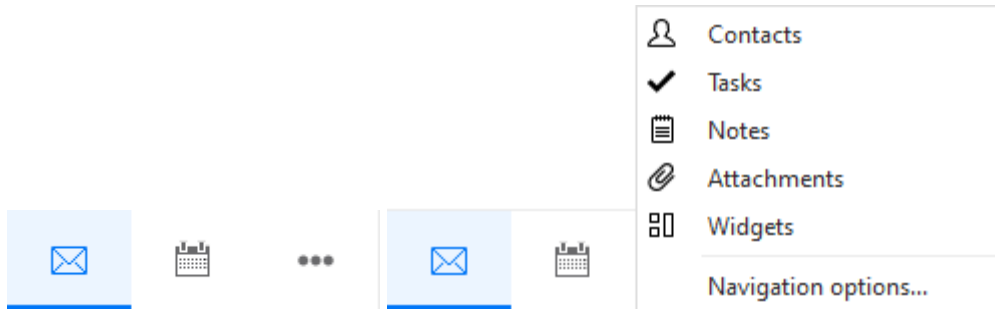 Contacts
Tasks
Notes
Attachments
Widgets
Navigation options...